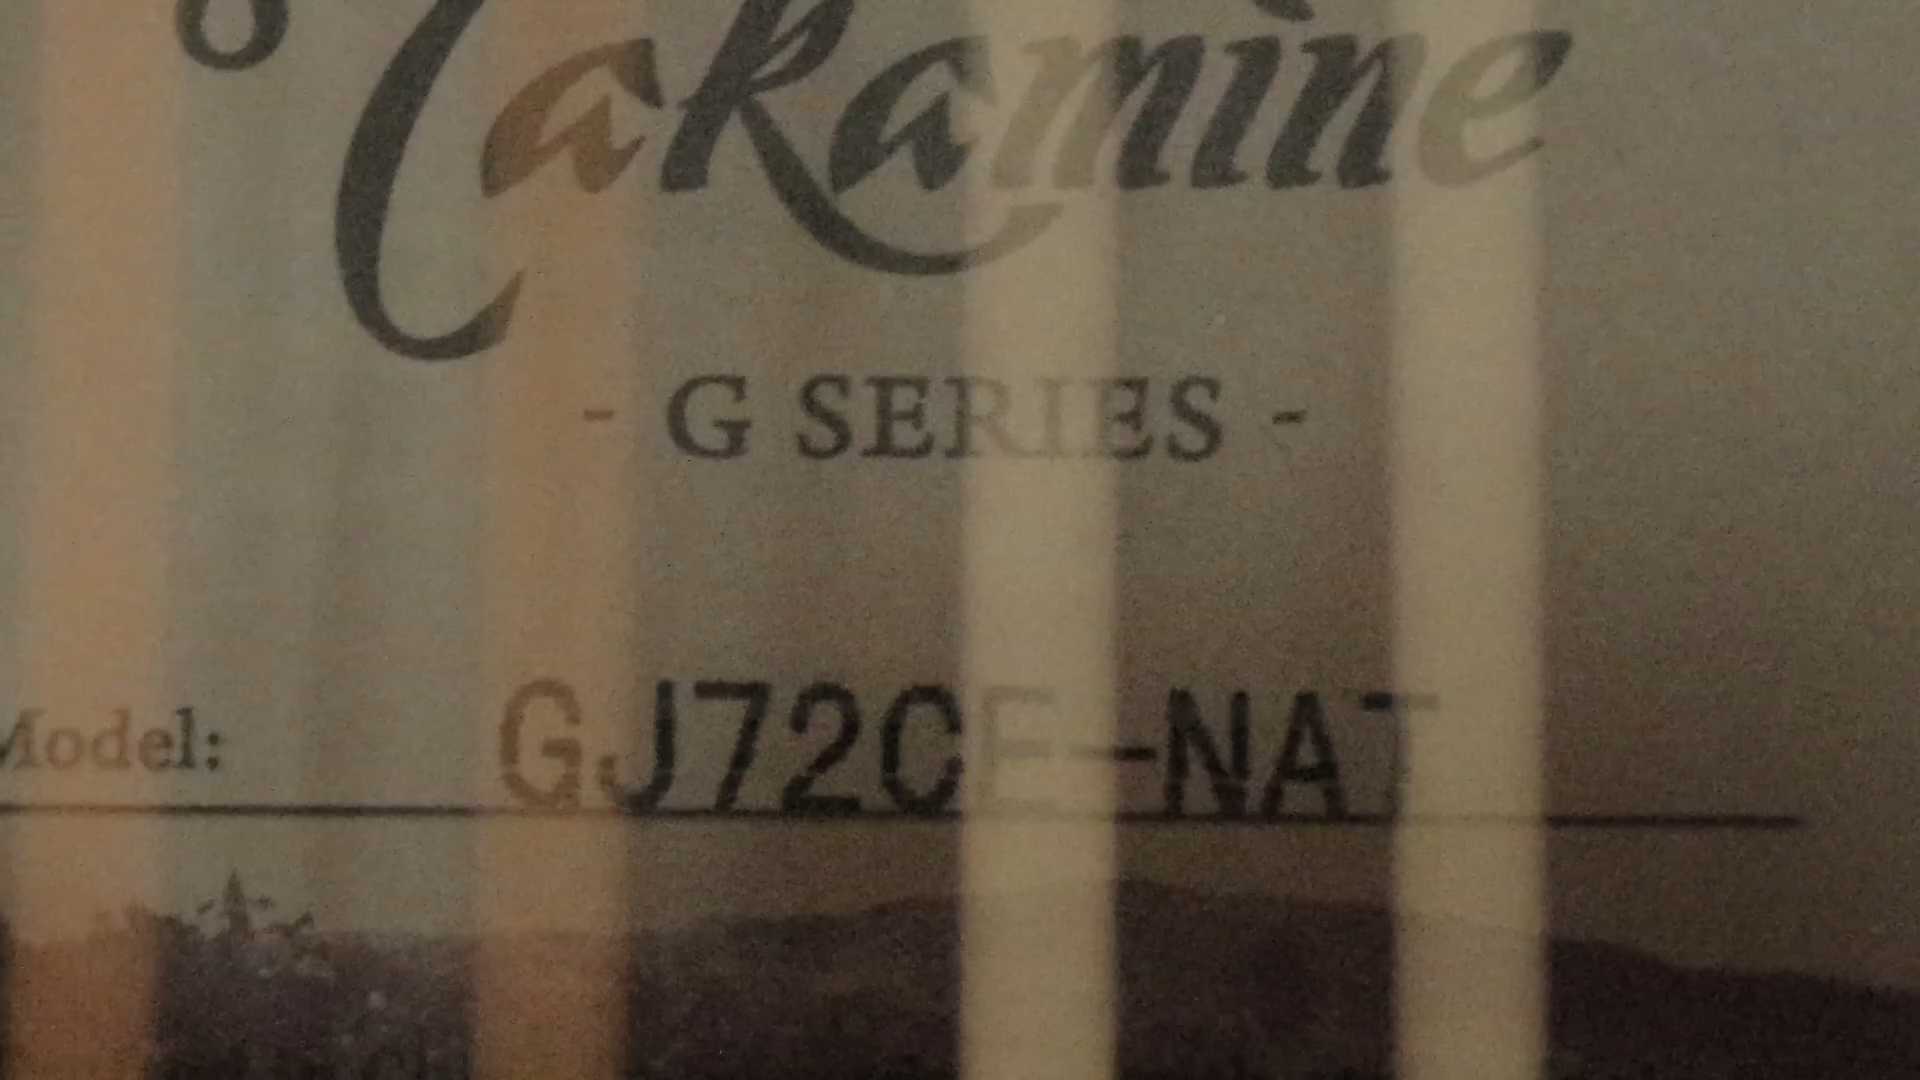 Takamine
- G SERIES -
Model: GJ72CE-NAT